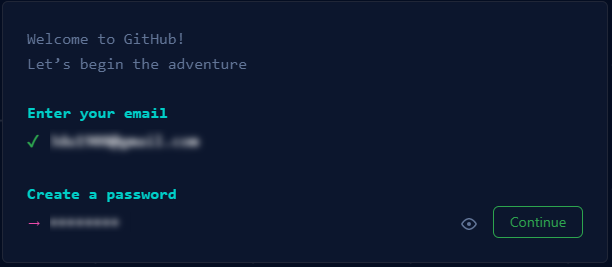 Welcome to GitHub!
Let’s begin the adventure
Enter your email
Create a password
Continue